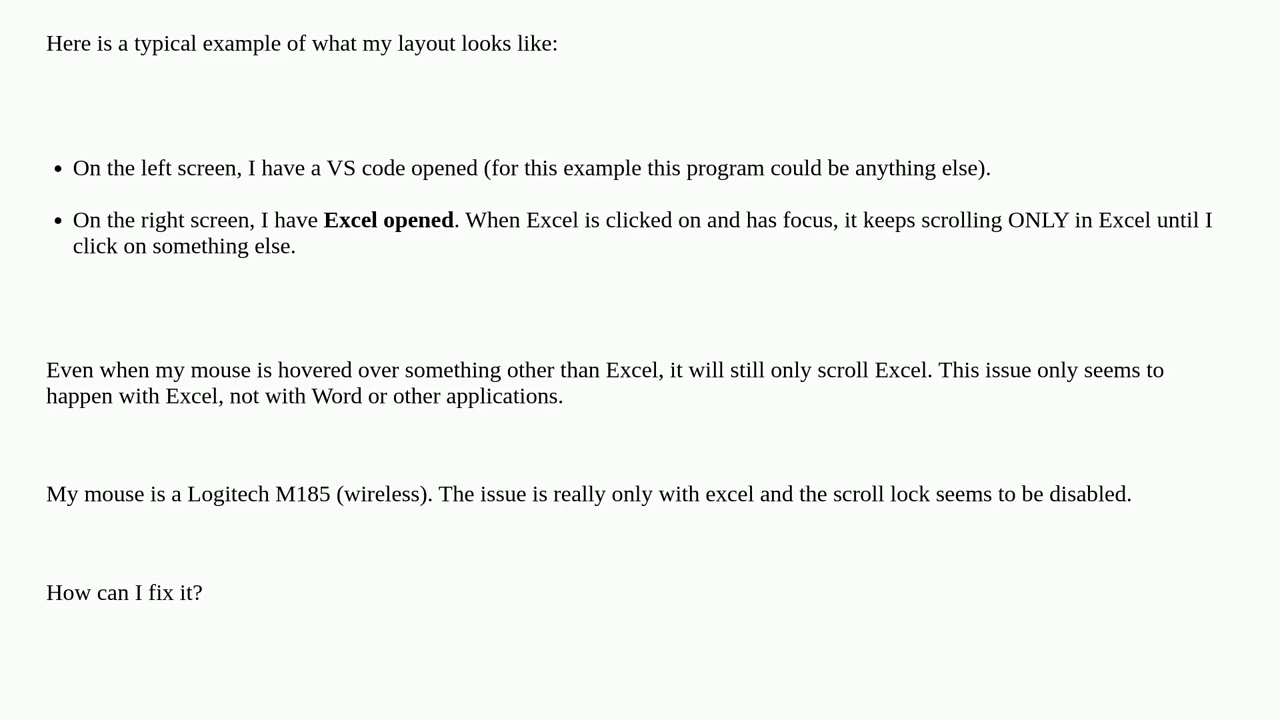 Here is a typical example of what my layout looks like:
• On the left screen, I have a VS code opened (for this example this program could be anything else).
• On the right screen, I have Excel opened. When Excel is clicked on and has focus, it keeps scrolling ONLY in Excel until I
click on something else.
Even when my mouse is hovered over something other than Excel, it will still only scroll Excel. This issue only seems to
happen with Excel, not with Word or other applications.
My mouse is a Logitech M185 (wireless). The issue is really only with excel and the scroll lock seems to be disabled.
How can I fix it?